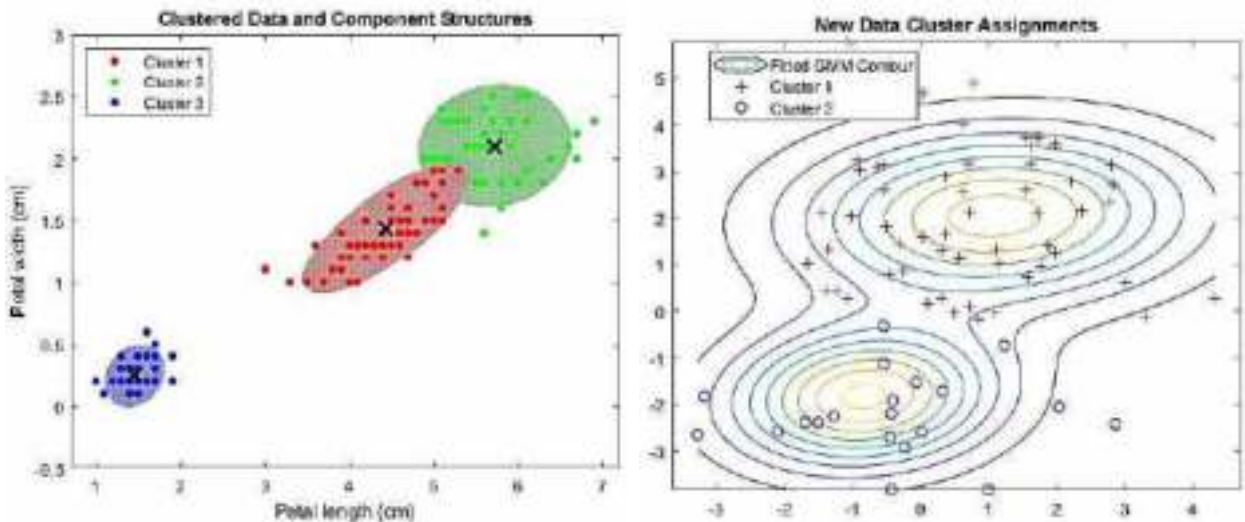 Clustered Data and Component Structures
Cluster 1
Cluster 2
Cluster 3
3
2.5
2
1.5
1
0.5
0
-0.5
Petal width (cm)
1 2 3 4 5 6 7
Petal length (cm)
New Data Cluster Assignments
Fitted GMM Contour
Cluster 1
Cluster 2
5
4
3
2
1
0
-1
-2
-3
-3 -2 -1 0 1 2 3 4